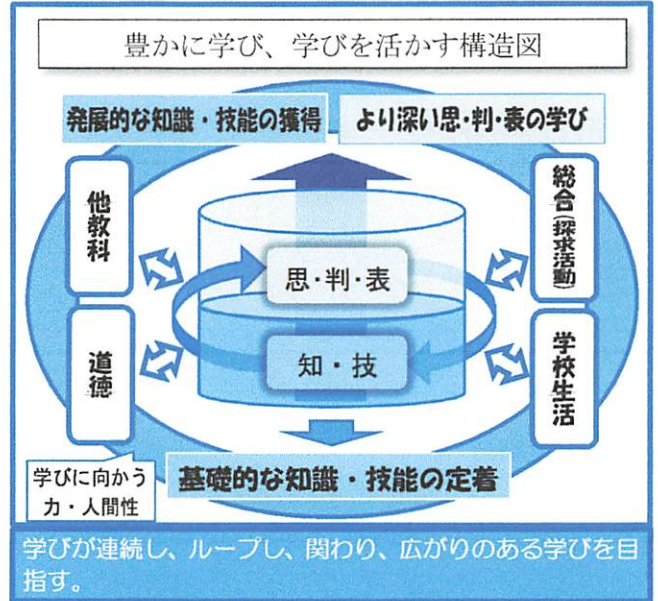 豊かに学び、学びを活かす構造図
発展的な知識・技能の獲得
より深い思・判・表の学び
他教科
総合(探求活動)
思・判・表
知・技
道徳
学校生活
学びに向かう
力・人間性
基礎的な知識・技能の定着
学びが連続し、ループし、関わり、広がりのある学びを目
指す。